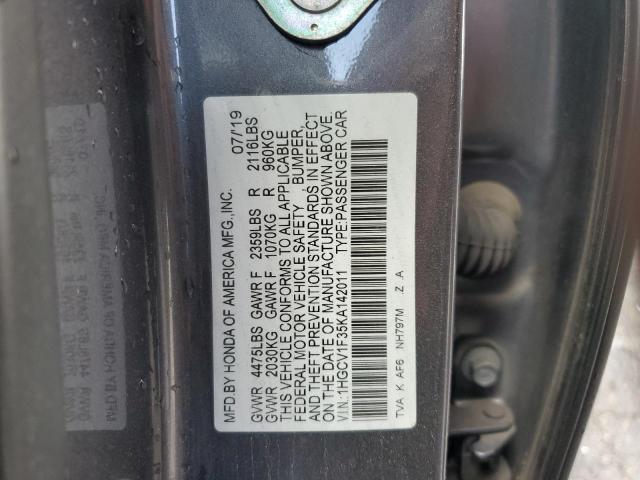 MFD.BY HONDA OF AMERICA MFG.,INC. 07/'19
GVWR 4475LBS GAWR F 2359LBS R 2116LBS
GVWR 2030KG GAWR F 1070KG R 960KG
THIS VEHICLE CONFORMS TO ALL APPLICABLE
FEDERAL MOTOR VEHICLE SAFETY , BUMPER,
AND THEFT PREVENTION STANDARDS IN EFFECT
ON THE DATE OF MANUFACTURE SHOWN ABOVE.
V.I.N.:1HGCV1F35KA142011 TYPE:PASSENGER CAR
TVA K AF6 NH797M . Z A